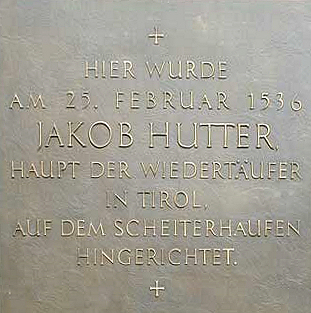 HIER WURDE
AM 25. FEBRUAR 1536
JAKOB HUTTER,
HAUPT DER WIEDERTÄUFER
IN TIROL,
AUF DEM SCHEITERHAUFEN
HINGERICHTET.